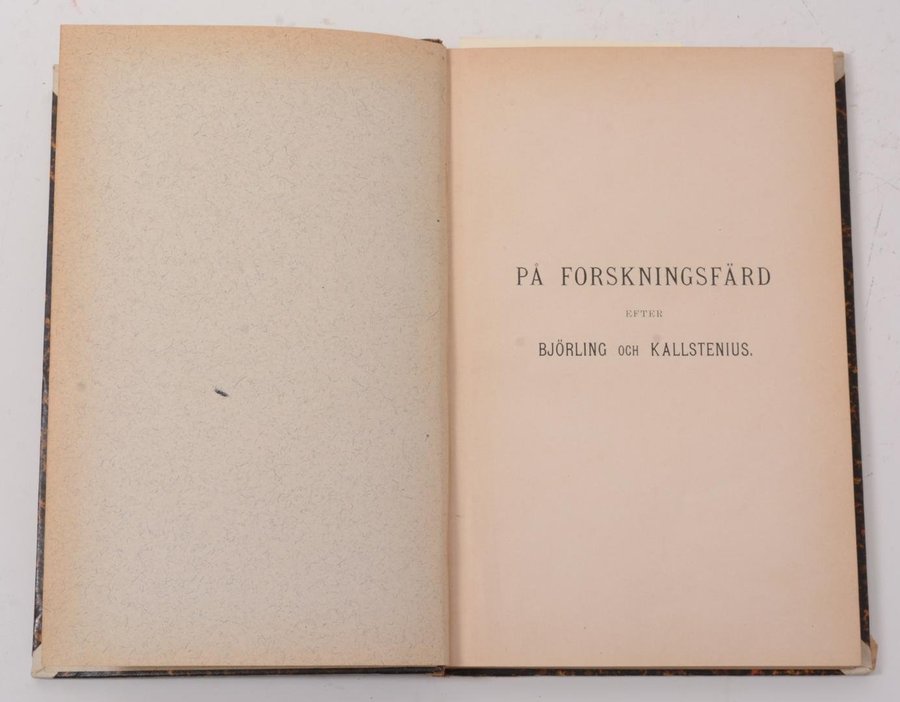 PÅ FORSKNINGSFÄRD
EFTER
BJÖRLING OCH KALLSTENIUS.